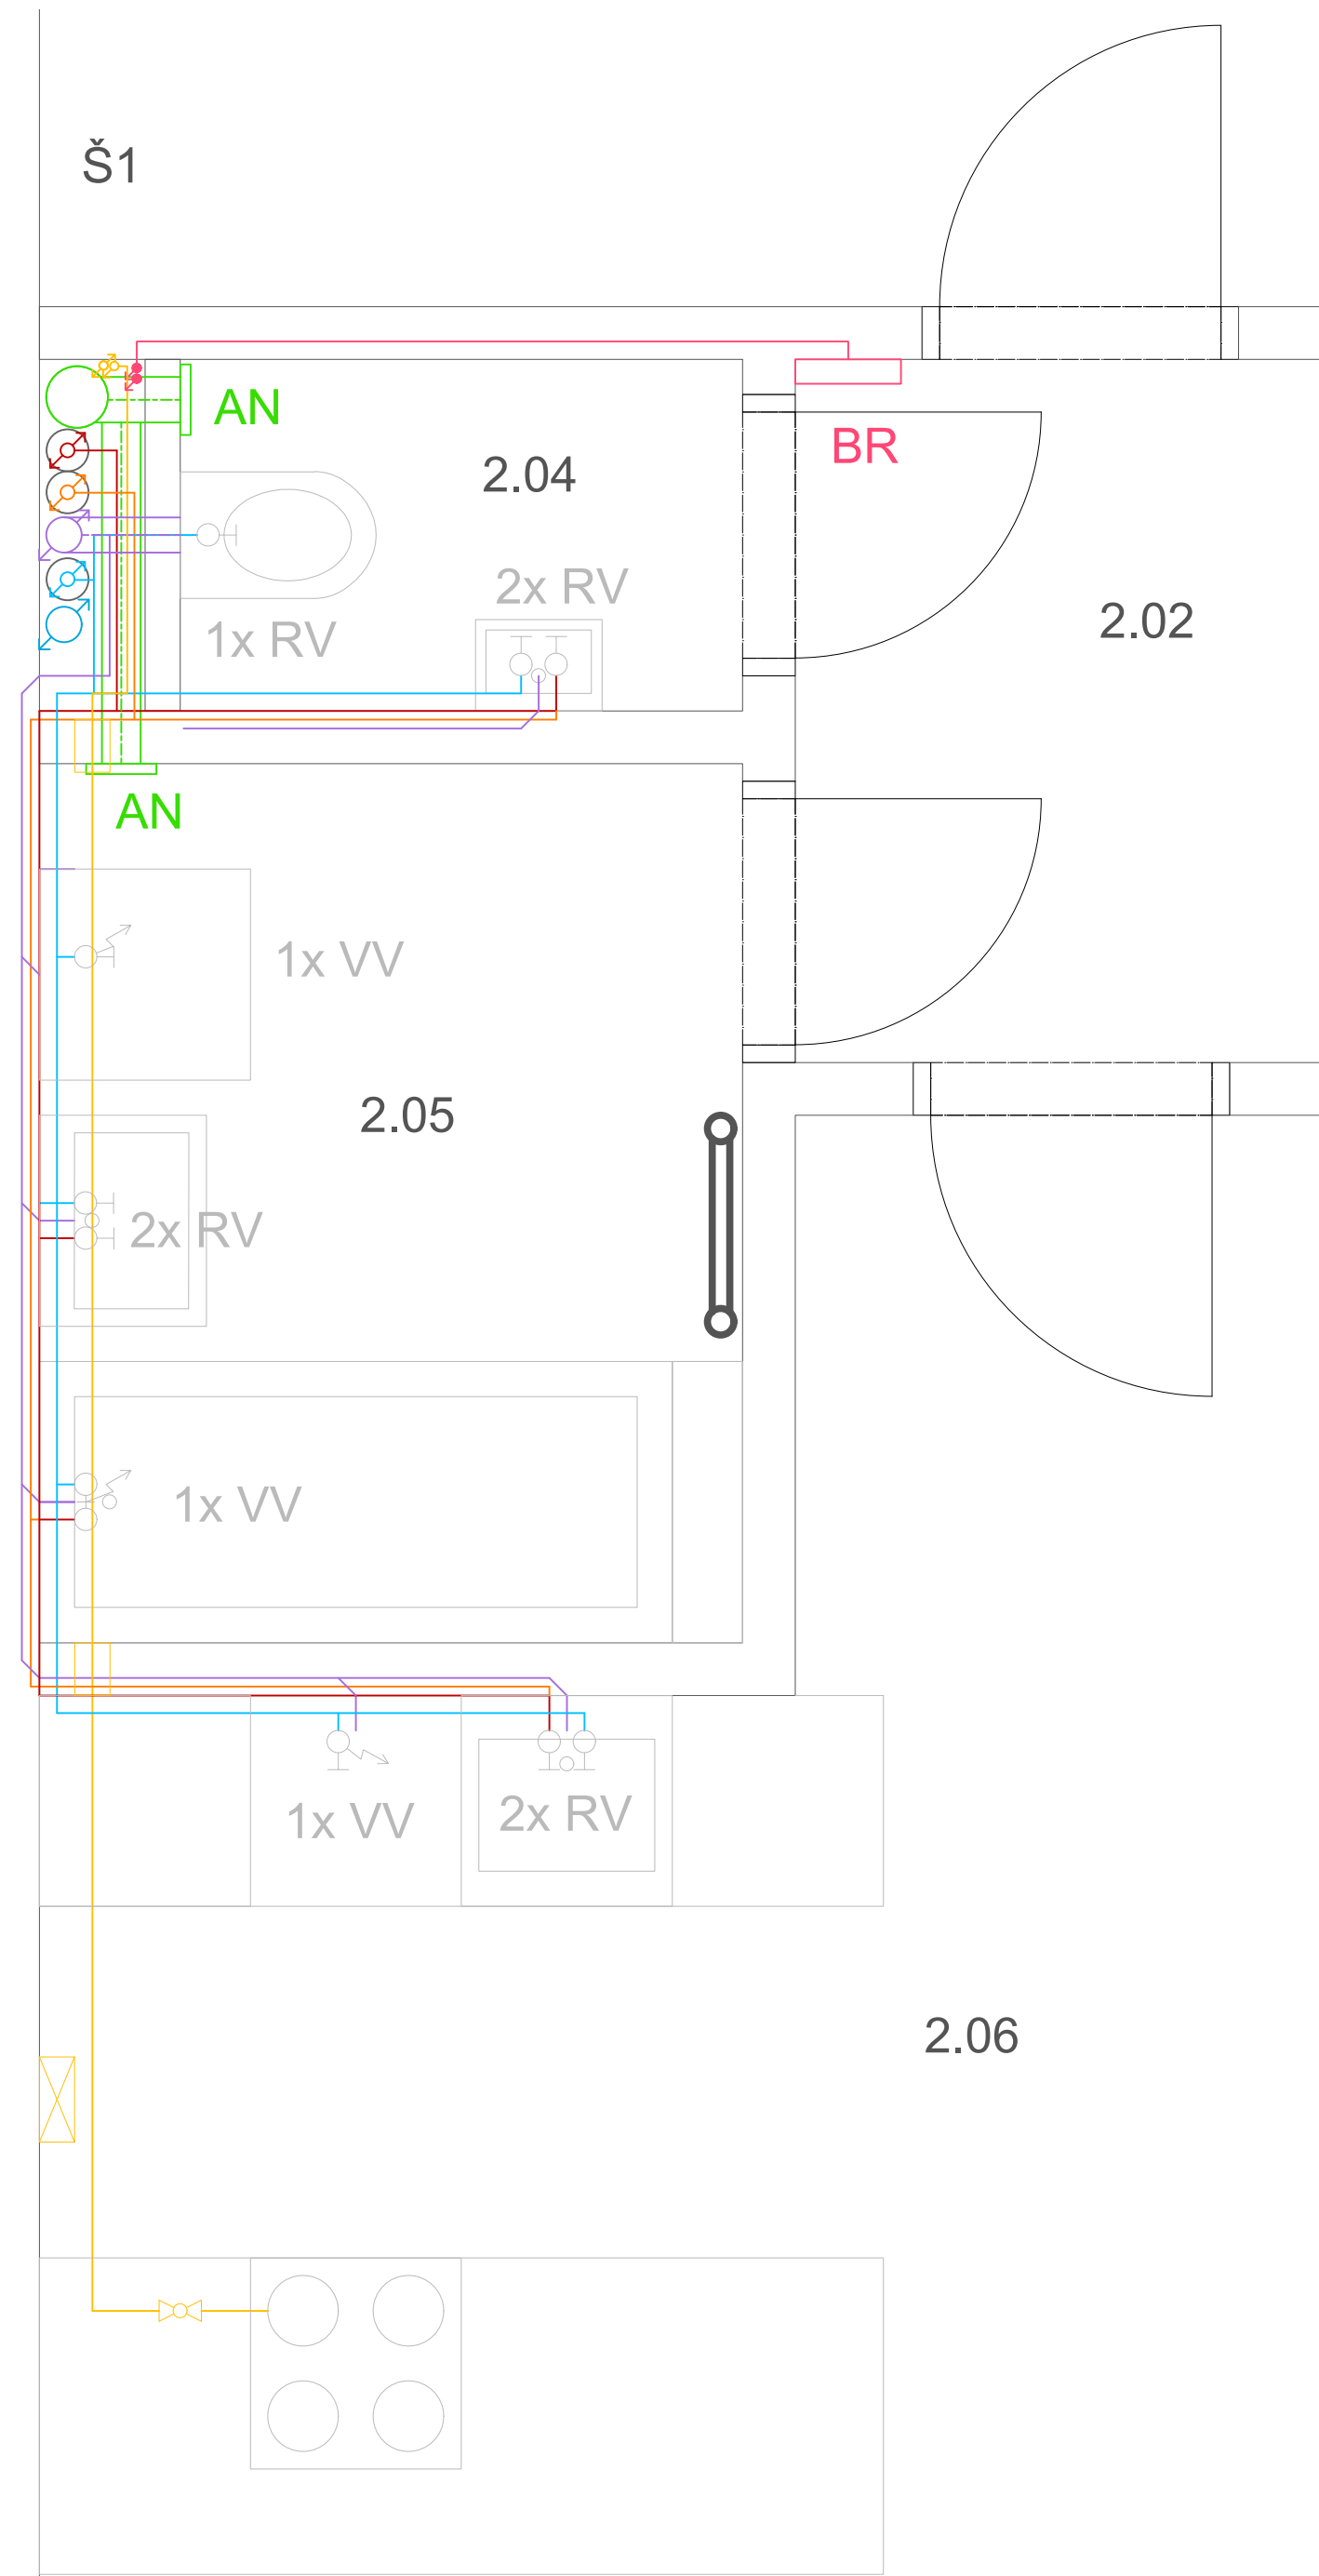 Š1
AN
BR
2.04
2x RV
1x RV
2.02
AN
1x VV
2.05
2x RV
1x VV
1x VV
2x RV
2.06